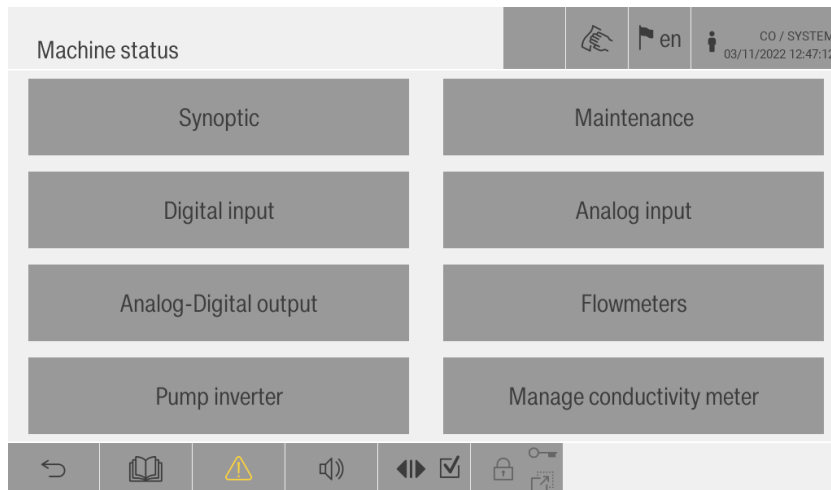 Machine status
en
CO / SYSTEM
03/11/2022 12:47:12
Synoptic
Maintenance
Digital input
Analog input
Analog-Digital output
Flowmeters
Pump inverter
Manage conductivity meter